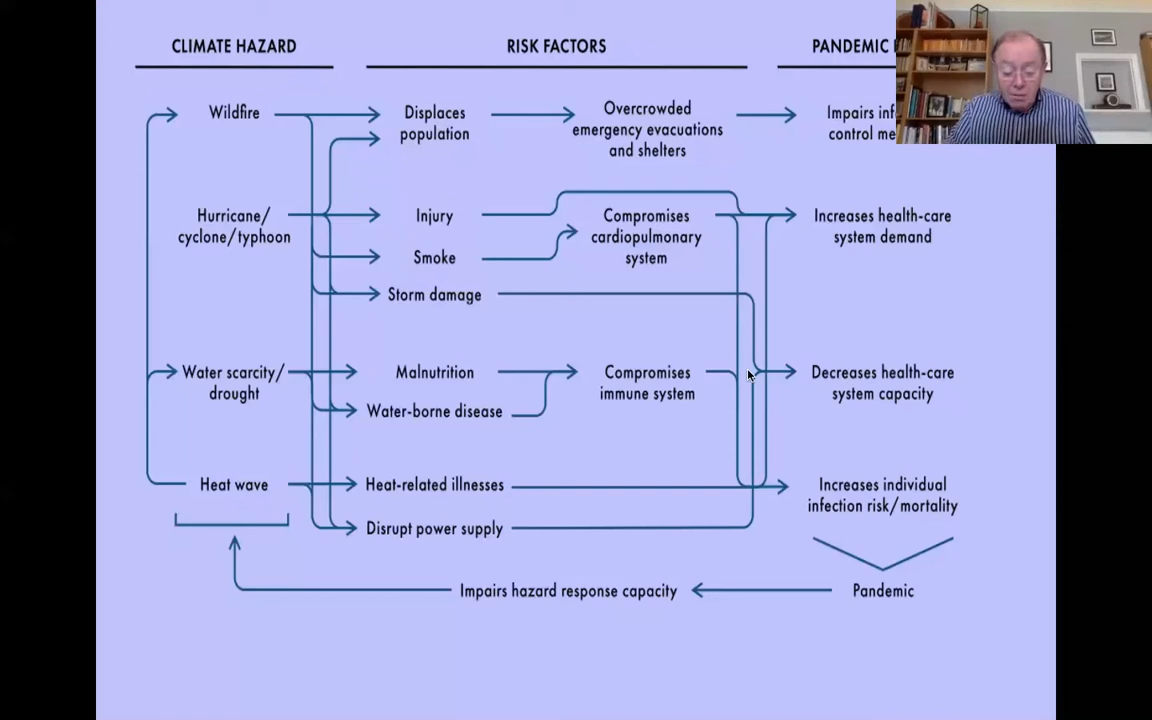 CLIMATE HAZARD
RISK FACTORS
PANDEMIC
Wildfire
Displaces
population
Overcrowded
emergency evacuations
and shelters
Impairs
control
Hurricane/
cyclone/typhoon
Injury
Compromises
cardiopulmonary
system
Increases health-care
system demand
Smoke
Storm damage
Water scarcity/
drought
Malnutrition
Compromises
immune system
Decreases health-care
system capacity
Water-borne disease
Heat wave
Heat-related illnesses
Increases individual
infection risk/mortality
Disrupt power supply
Impairs hazard response capacity
Pandemic